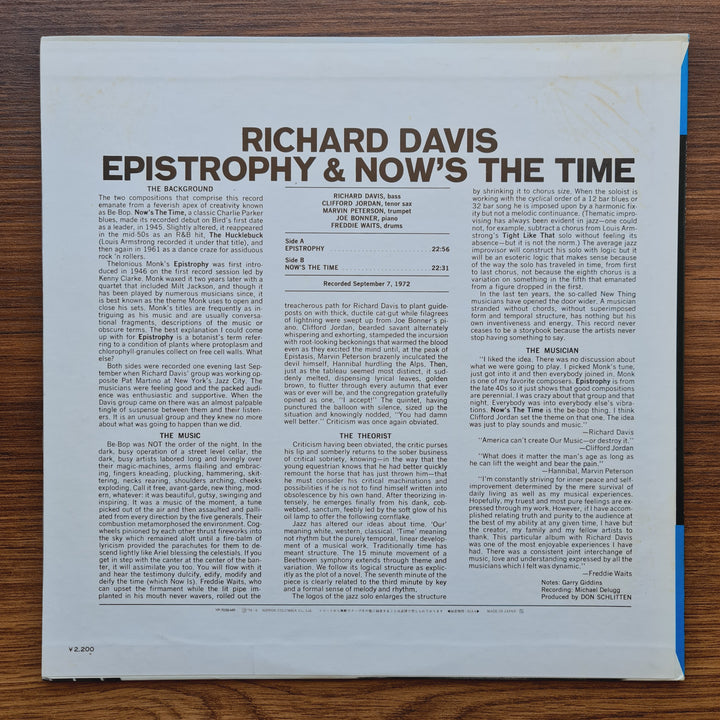 RICHARD DAVIS
EPISTROPHY & NOW'S THE TIME
THE BACKGROUND
The two compositions that comprise this record
emanate from a feverish apex of creativity known
as Be Bop. Now's The Time, a classic Charlie Parker
blues, made its recorded debut on Bird's first date
as a leader, in 1945. Slightly altered, it reappeared
in the mid-50s as an R&B hit, The Hucklebuck
(Louis Armstrong recorded it under that title), and
then again in 1961 as a dance craze for assiduous
rock 'n rollers.
Thelonious Monk's Epistrophy was first intro-
duced in 1946 on the first record session led by
Kenny Clarke. Monk waxed it two years later with a
quartet that included Milt Jackson, and though it
has been played by numerous musicians since, it
is best known as the theme Monk uses to open and
close his sets. Monk's titles are frequently as in-
triguing as his music and are usually conversa-
tional fragments, descriptions of the music or
obscure terms. The best explanation I could come
up with for Epistrophy is a botanist's term refer-
ring to a condition of plants where protoplasm and
chlorophyll-granules collect on free cell walls. What
else?
Both sides were recorded one evening last Sep-
tember when Richard Davis' group was working op-
posite Pat Martino at New York's Jazz City. The
musicians were feeling good and the packed audi-
ence was enthusiastic and supportive. When the
Davis group came on there was an almost palpable
tingle of suspense between them and their listen-
ers. It is an unusual group and they knew no more
about what was going to happen than we did.
THE MUSIC
Be-Bop was NOT the order of the night. In the
dark, busy operation of a street level cellar, the
dark, busy artists labored long and lovingly over
their magic-machines, arms flailing and embrac-
ing, fingers kneading, plucking, hammering, skit-
tering, necks rearing, shoulders arching, cheeks
exploding. Call it free, avant-garde, new thing, mod-
ern, whatever: it was beautiful, gutsy, swinging and
inspiring. It was a moment, a tune
picked out of the air and then assaulted and palli-
ated from every direction by the five generals. Their
combustion metamorphosed the environment. Cog-
wheels pinioned by each other thrust fireworks into
the sky which remained aloft until a fire-balm of
lyricism provided the parachutes for them to de-
scend lightly like Ariel blessing the celestials. If you
get in step with the canter at the center of the ban-
ter, it will assimilate you too. You will flow with it
and hear the testimony dulcify, edify, modify and
deify the time (which now is). Freddie Waits, who
can upset the firmament while the lit pipe im-
planted in his mouth never wavers, rolled out the
RICHARD DAVIS, bass
CLIFFORD JORDAN, tenor sax
MARVIN PETERSON, trumpet
JOE BONNER, piano
FREDDIE WAITS, drums
Side A
EPISTROPHY 22:56
Side B
NOW'S THE TIME 22:31
Recorded September 7, 1972
treacherous path for Richard Davis to plant guide-
posts on with thick, ductile cat-gut while filagrees
of lightning were swept up from Joe Bonner's pi-
ano, Clifford Jordan, bearded savant alternately
whispering and exhorting, stampeded the incursion
with root-looking beckonings that warmed the blood
even as they excited the mind until, at the peak of
Epistasis, Marvin Peterson brazenly inculcated the
devil himself, Hannibal hurdling the Alps. Then,
just as the tableau seemed most distinct, it sud-
denly melted, dispensing lyrical leaves, golden
brown, to flutter through every autumn that ever
was or ever will be, and the congregation gratefully
opined as one, "I accept!" The quintet, having
punctured the balloon with silence, sized up the
situation and knowingly nodded, "You had damn
well better." Criticism was once again obviated.
THE THEORIST
Criticism having been obviated, the critic purses
his lip and somberly returns to the sober business
of critical sobriety, knowing—in the way that the
young equestrian knows that he had better quickly
remount the horse that has just thrown him—that
he must consider his critical machinations and
possibilities if he is not to find himself written into
obsolescence by his own hand. After theorizing in-
tensely, he emerges finally from his dank, cob-
webbed, sanctum, feebly led by the soft glow of his
oil lamp to offer the following cornflake.
Jazz has altered our ideas about time. 'Our'
meaning white, western, classical. 'Time' meaning
not rhythm but the purely temporal, linear develop-
ment of a musical work. Traditionally time has
meant structure. The 15 minute movement of a
Beethoven symphony extends through theme and
variation. We follow its logical structure as explic-
itly as the plot of a novel. The seventh minute of the
piece is clearly related to the third minute by key
and a formal sense of melody and rhythm.
The logos of the jazz solo enlarges the structure
by shrinking it to chorus size. When the soloist is
working with the cyclical order of a 12 bar blues or
32 bar song he is imposed upon by a harmonic fix-
ity but not a melodic continuance. (Thematic impro-
vising has always been evident in jazz—one could
not, for example, subtract a chorus from Louis Arm-
strong's Tight Like That solo without feeling its
absence—but it is not the norm.) The average jazz
improvisor will construct his solo with logic but it
will be an esoteric logic that makes sense because
of the way the solo has traveled in time, from first
to last chorus, not because the eighth chorus is a
variation on something in the fifth that emanated
from a figure dropped in the first.
In the last ten years, the so-called New Thing
musicians have opened the door wider. A musician
stranded without chords, without superimposed
form and temporal structure, has nothing but his
own inventiveness and energy. This record never
ceases to be a storybook because the artists never
stop having something to say.
THE MUSICIAN
"I liked the idea. There was no discussion about
what we were going to play. I picked Monk's tune,
just got into it and then everybody joined in. Monk
is one of my favorite composers. Epistrophy is from
the late 40s so it just shows that good compositions
are perennial. I was crazy about that group and that
night. Everybody was into everybody else's vibra-
tions. Now's The Time is the be-bop thing. I think
Clifford Jordan set the theme on that one. The idea
was just to play sounds and music."
—Richard Davis
"America can't create Our Music—or destroy it."
—Clifford Jordan
"What does it matter the man's age as long as
he can lift the weight and bear the pain."
—Hannibal, Marvin Peterson
"I'm constantly striving for inner peace and self-
improvement determined by the mere survival of
daily living as well as my musical experiences.
Hopefully, my truest and most pure feelings are ex-
pressed through my work. However, if I have accom-
plished relating truth and purity to the audience at
the best of my ability at any given time, I have but
the creator, my family and my fellow artists to
thank. This particular album with Richard Davis
was one of the most enjoyable experiences I have
had. There was a consistent joint interchange of
music, love and understanding expressed by all the
musicians which I felt was dynamic."
—Freddie Waits
Notes: Garry Giddins
Recording: Michael Delugg
Produced by DON SCHLITTEN
MADE IN JAPAN
¥2,200